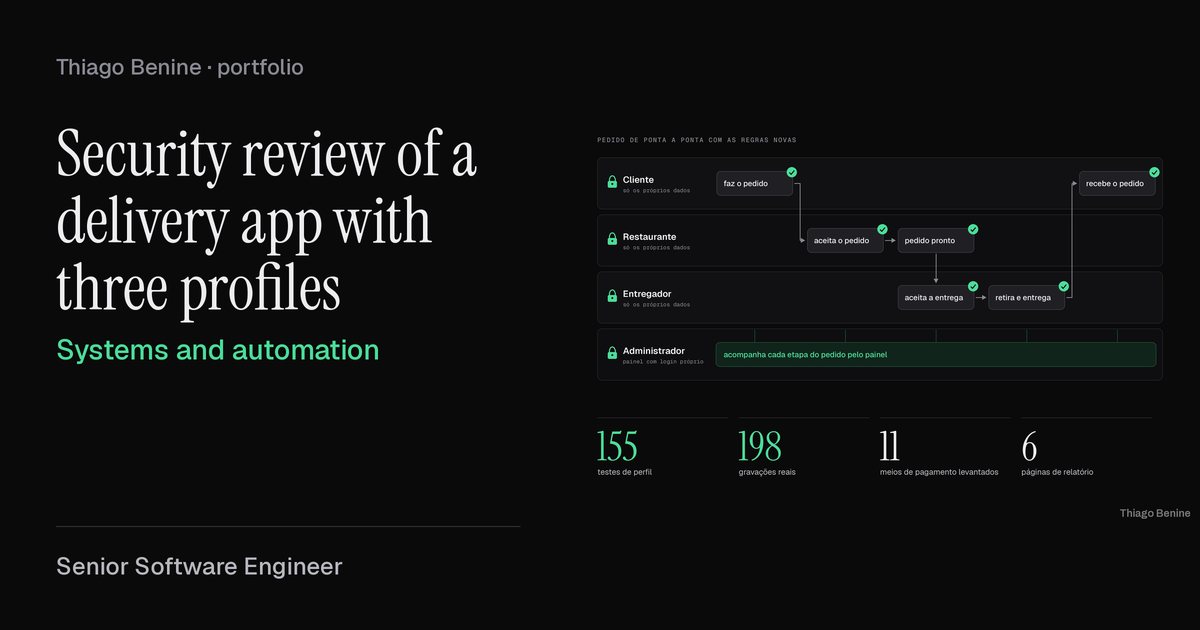 Thiago Benine · portfolio
Security review of a
delivery app with
three profiles
Systems and automation
Senior Software Engineer
PEDIDO DE PONTA A PONTA COM AS REGRAS NOVAS
Cliente
só os próprios dados
faz o pedido
recebe o pedido
Restaurante
só os próprios dados
aceita o pedido
pedido pronto
Entregador
só os próprios dados
aceita a entrega
retira e entrega
Administrador
painel com login próprio
acompanha cada etapa do pedido pelo painel
155
testes de perfil
198
gravações reais
11
meios de pagamento levantados
6
páginas de relatório
Thiago Benine